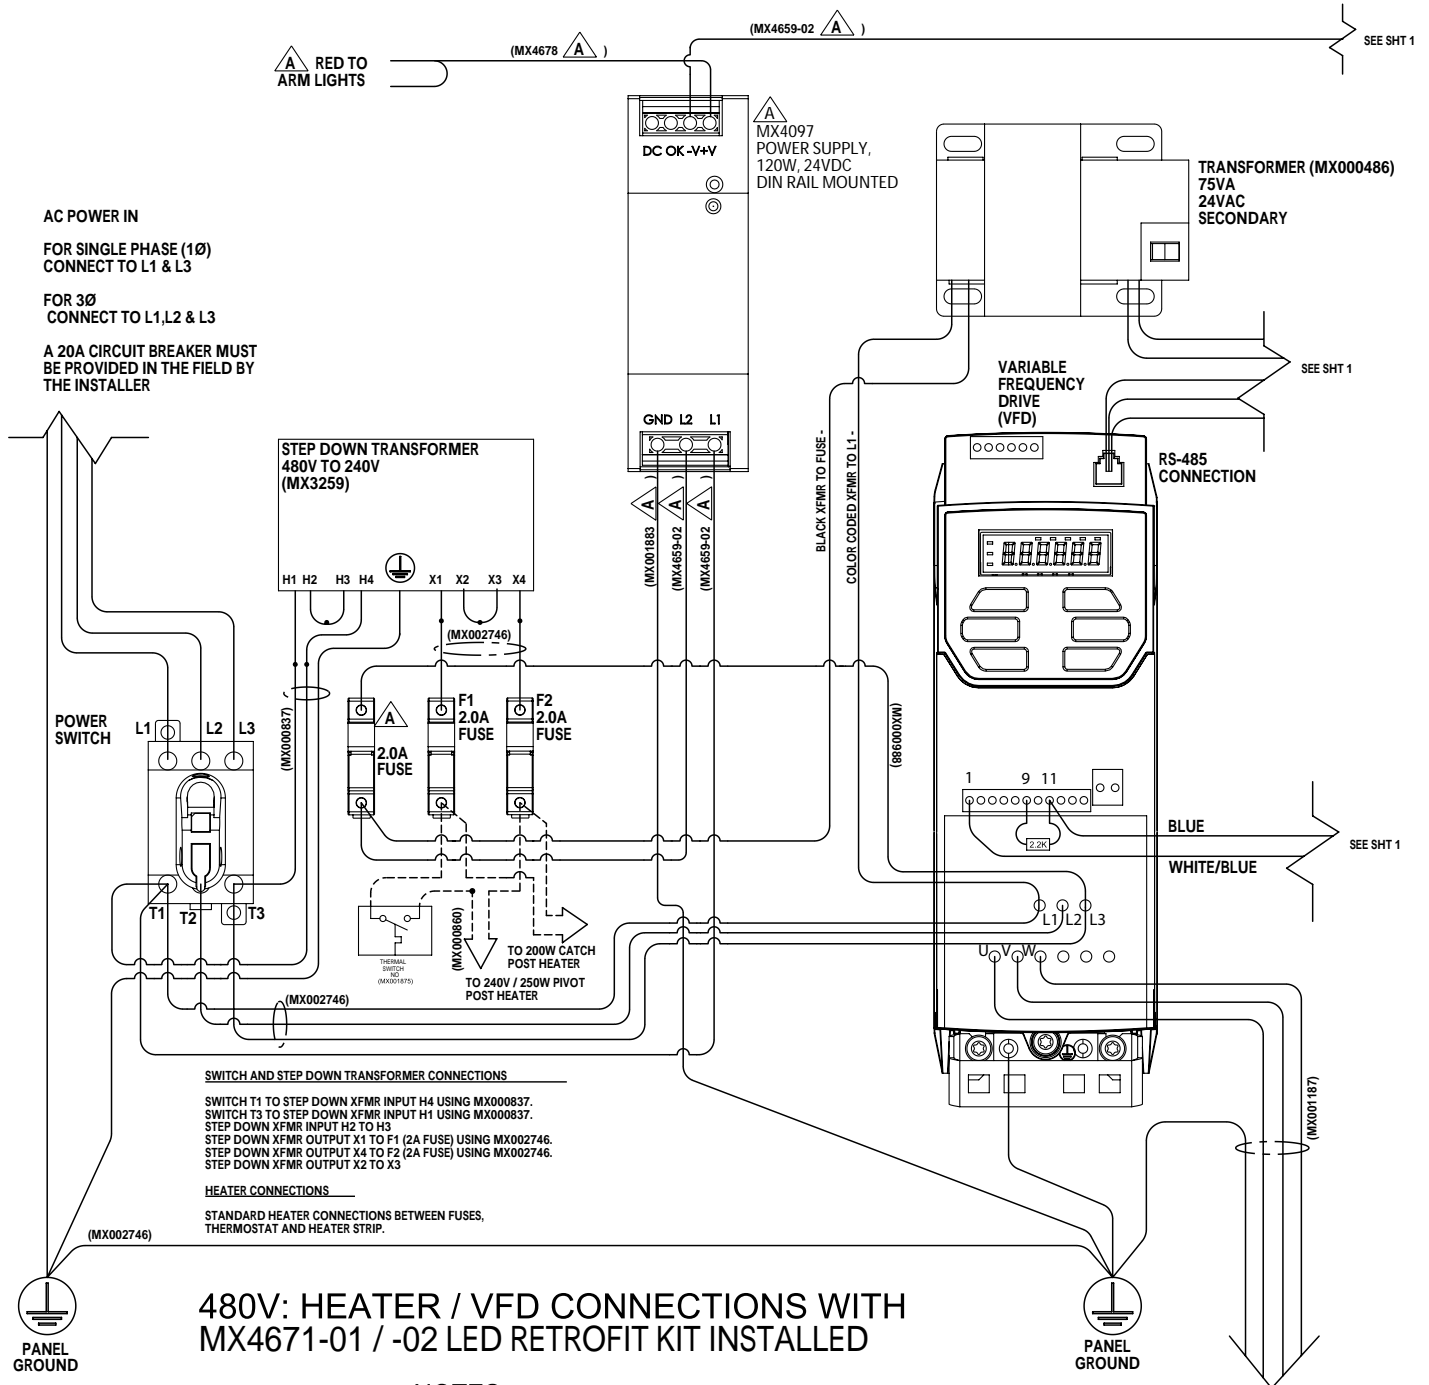 (MX4659-02 A )
SEE SHT 1
(MX4678 A )
A RED TO
ARM LIGHTS
A
MX4097
POWER SUPPLY,
120W, 24VDC
DIN RAIL MOUNTED
DC OK -V+V
TRANSFORMER (MX000486)
75VA
24VAC
SECONDARY
AC POWER IN
FOR SINGLE PHASE (1Ø)
CONNECT TO L1 & L3
FOR 3Ø
CONNECT TO L1,L2 & L3
A 20A CIRCUIT BREAKER MUST
BE PROVIDED IN THE FIELD BY
THE INSTALLER
SEE SHT 1
VARIABLE
FREQUENCY
DRIVE
(VFD)
GND L2 L1
RS-485
CONNECTION
STEP DOWN TRANSFORMER
480V TO 240V
(MX3259)
H1 H2 H3 H4 X1 X2 X3 X4
(MX001883 A )
(MX4659-02 A )
(MX4659-02 A )
BLACK XFMR TO FUSE -
COLOR CODED XFMR TO L1 -
(MX002746)
POWER
SWITCH
L1 L2 L3
(MX000837)
A
2.0A
FUSE
F1
2.0A
FUSE
F2
2.0A
FUSE
(MX000988)
1 9 11
2.2K
BLUE
WHITE/BLUE
SEE SHT 1
T1 T2 T3
L1 L2 L3
U V W
THERMAL
SWITCH
NO
(MX001875)
(MX000860)
TO 200W CATCH
POST HEATER
TO 240V / 250W PIVOT
POST HEATER
(MX002746)
SWITCH AND STEP DOWN TRANSFORMER CONNECTIONS
SWITCH T1 TO STEP DOWN XFMR INPUT H4 USING MX000837.
SWITCH T3 TO STEP DOWN XFMR INPUT H1 USING MX000837.
STEP DOWN XFMR INPUT H2 TO H3
STEP DOWN XFMR OUTPUT X1 TO F1 (2A FUSE) USING MX002746.
STEP DOWN XFMR OUTPUT X4 TO F2 (2A FUSE) USING MX002746.
STEP DOWN XFMR OUTPUT X2 TO X3
HEATER CONNECTIONS
STANDARD HEATER CONNECTIONS BETWEEN FUSES,
THERMOSTAT AND HEATER STRIP.
(MX001187)
(MX002746)
PANEL
GROUND
480V: HEATER / VFD CONNECTIONS WITH
MX4671-01 / -02 LED RETROFIT KIT INSTALLED
PANEL
GROUND